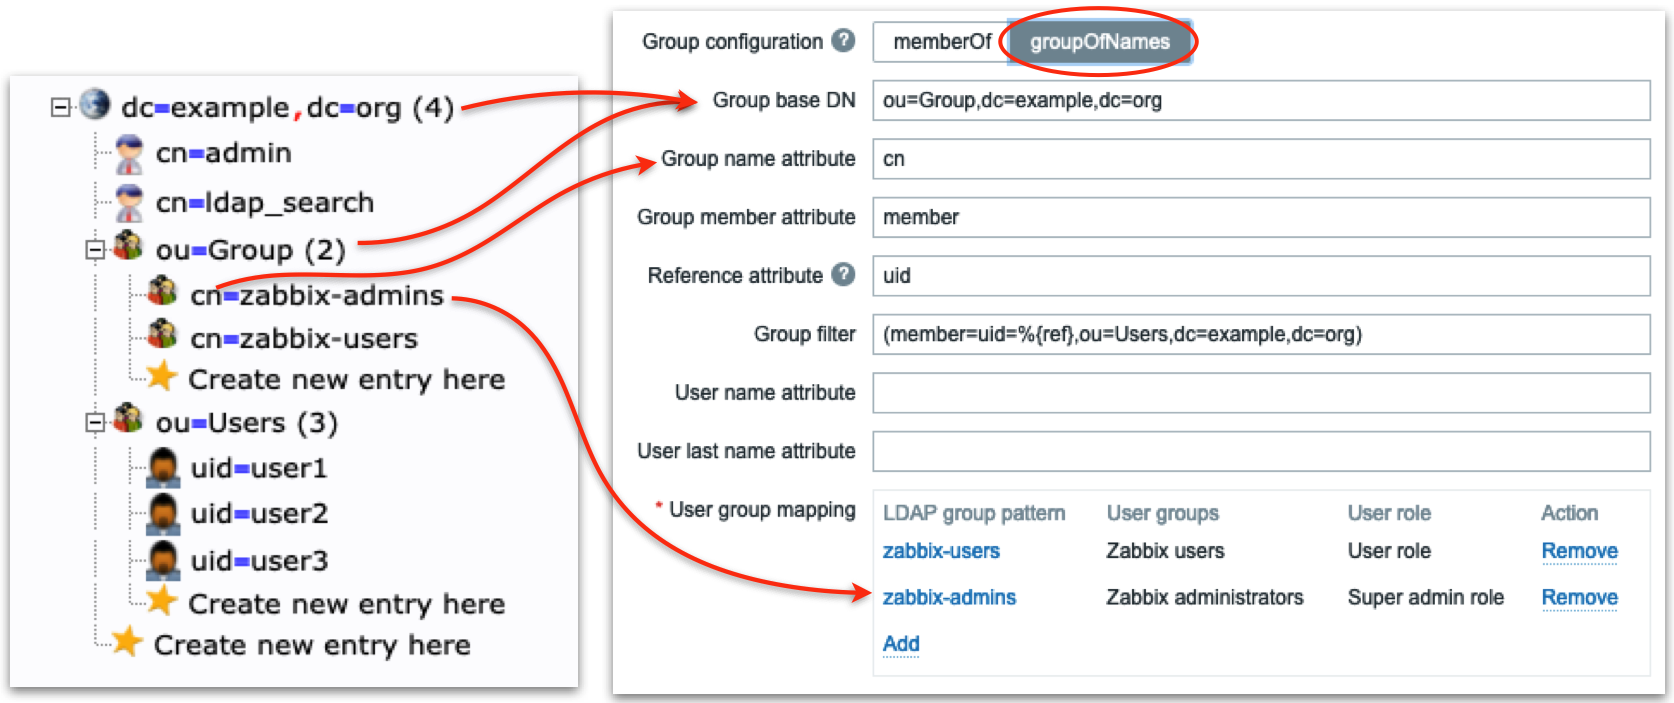 dc=example,dc=org (4)
cn=admin
cn=ldap_search
ou=Group (2)
cn=zabbix-admins
cn=zabbix-users
Create new entry here
ou=Users (3)
uid=user1
uid=user2
uid=user3
Create new entry here
Create new entry here
Group configuration ? memberOf groupOfNames
Group base DN ou=Group,dc=example,dc=org
Group name attribute cn
Group member attribute member
Reference attribute ? uid
Group filter (member=uid=%{ref},ou=Users,dc=example,dc=org)
User name attribute
User last name attribute
* User group mapping LDAP group pattern User groups User role Action
zabbix-users Zabbix users User role Remove
zabbix-admins Zabbix administrators Super admin role Remove
Add